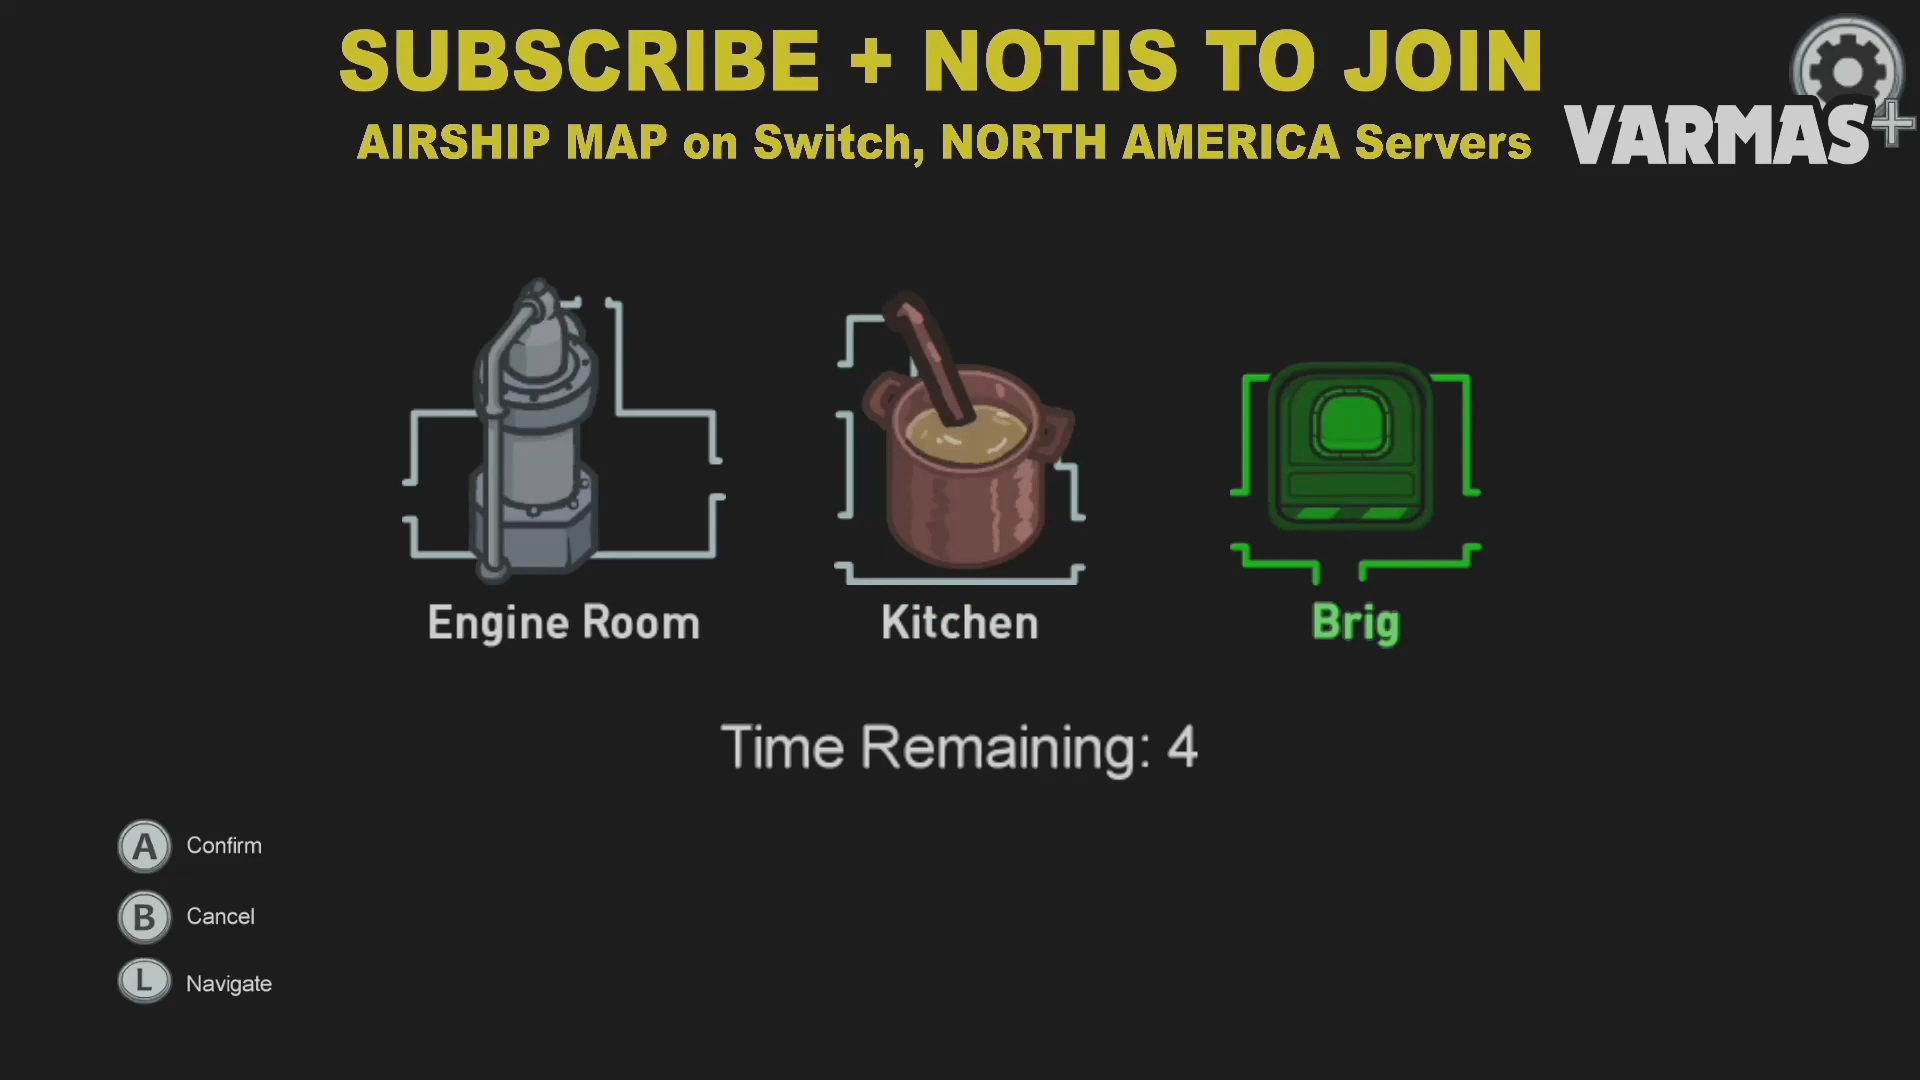 SUBSCRIBE + NOTIS TO JOIN
AIRSHIP MAP on Switch, NORTH AMERICA Servers
VARMAS+
Engine Room
Kitchen
Brig
Time Remaining: 4
A Confirm
B Cancel
L Navigate